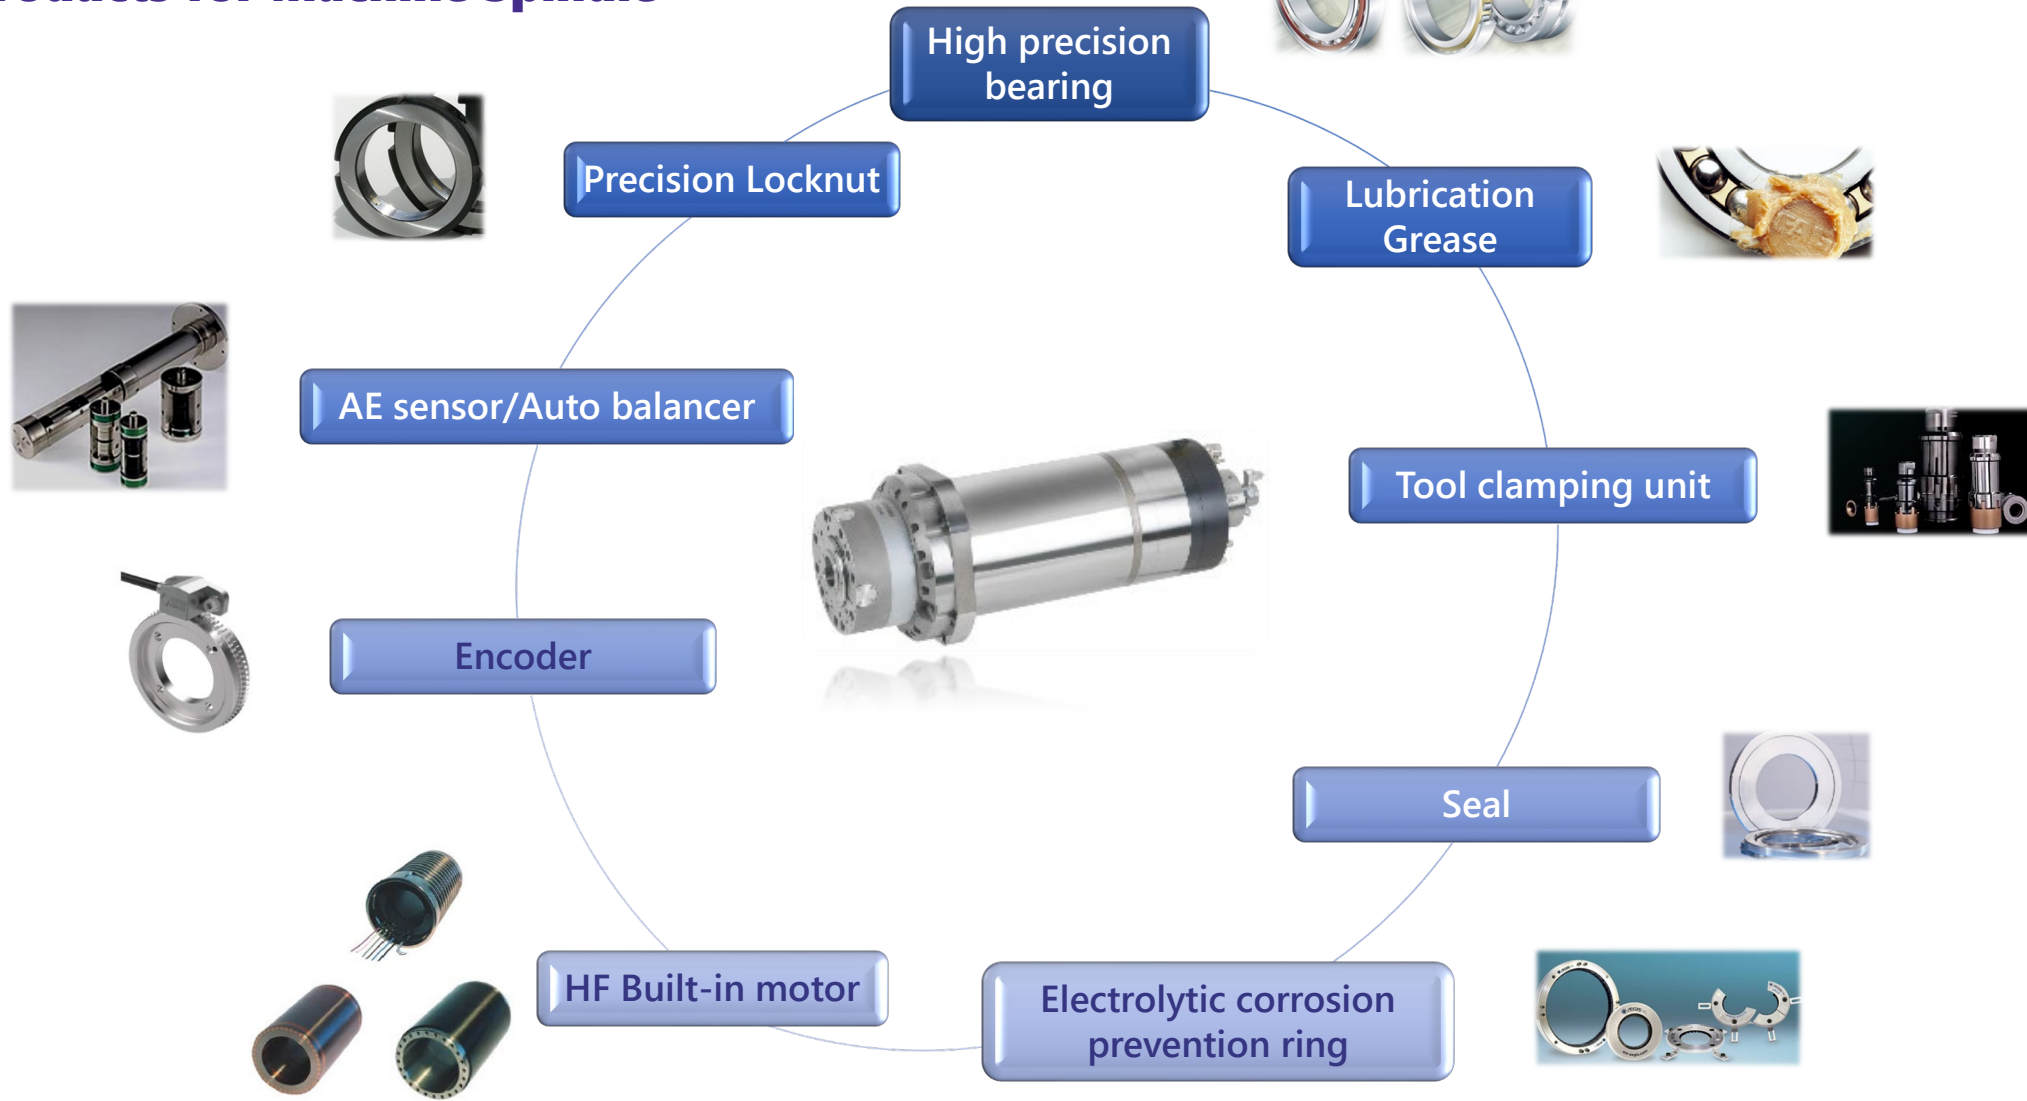 High precision
bearing
Precision Locknut
Lubrication
Grease
AE sensor/Auto balancer
Tool clamping unit
Encoder
Seal
HF Built-in motor
Electrolytic corrosion
prevention ring